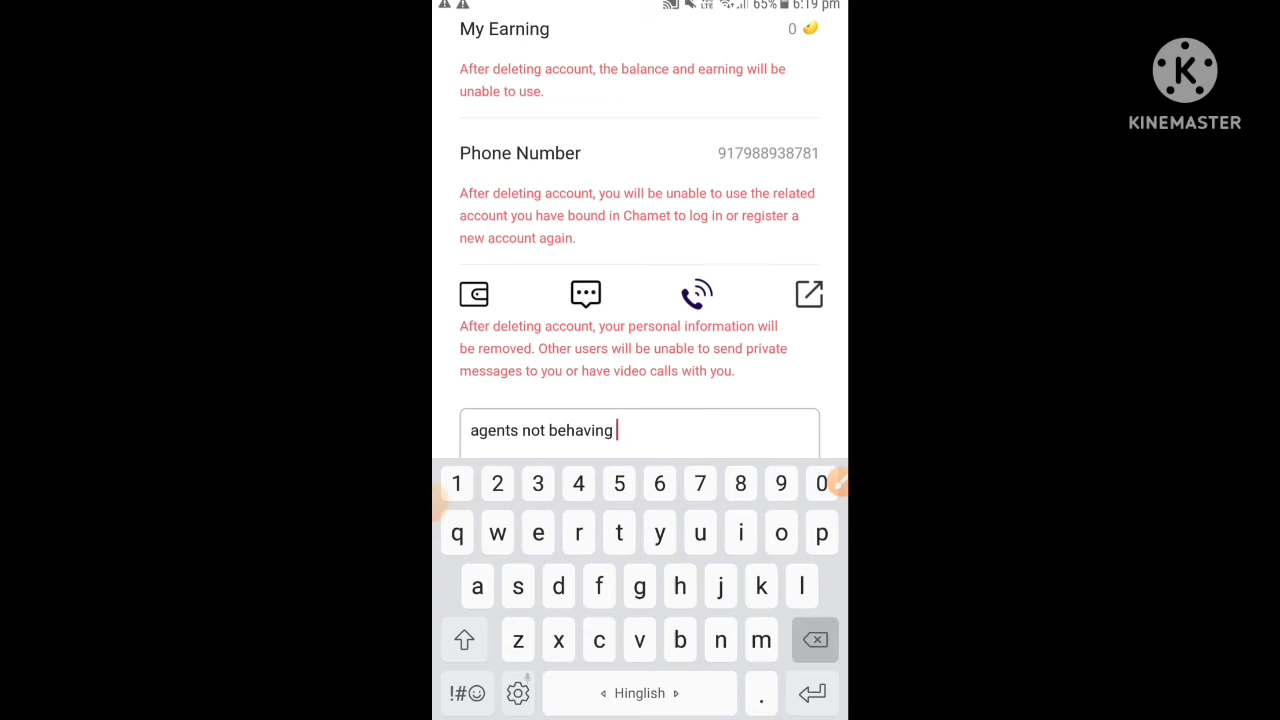 65% 6:19 pm
My Earning 0
After deleting account, the balance and earning will be
unable to use.
Phone Number 917988938781
After deleting account, you will be unable to use the related
account you have bound in Chamet to log in or register a
new account again.
After deleting account, your personal information will
be removed. Other users will be unable to send private
messages to you or have video calls with you.
agents not behaving
1 2 3 4 5 6 7 8 9 0
q w e r t y u i o p
a s d f g h j k l
z x c v b n m
!#☺ Hinglish .
K
KINEMASTER